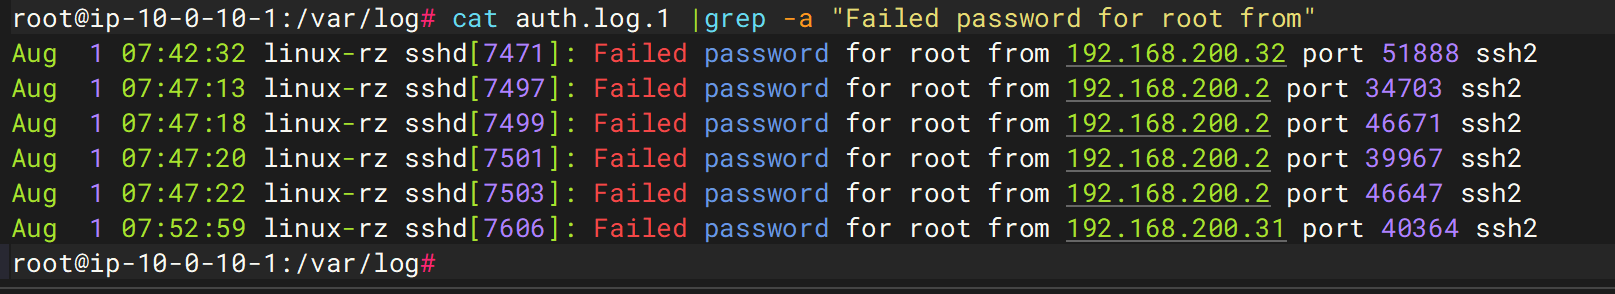 root@ip-10-0-10-1:/var/log# cat auth.log.1 |grep -a "Failed password for root from"
Aug  1 07:42:32 linux-rz sshd[7471]: Failed password for root from 192.168.200.32 port 51888 ssh2
Aug  1 07:47:13 linux-rz sshd[7497]: Failed password for root from 192.168.200.2 port 34703 ssh2
Aug  1 07:47:18 linux-rz sshd[7499]: Failed password for root from 192.168.200.2 port 46671 ssh2
Aug  1 07:47:20 linux-rz sshd[7501]: Failed password for root from 192.168.200.2 port 39967 ssh2
Aug  1 07:47:22 linux-rz sshd[7503]: Failed password for root from 192.168.200.2 port 46647 ssh2
Aug  1 07:52:59 linux-rz sshd[7606]: Failed password for root from 192.168.200.31 port 40364 ssh2
root@ip-10-0-10-1:/var/log#